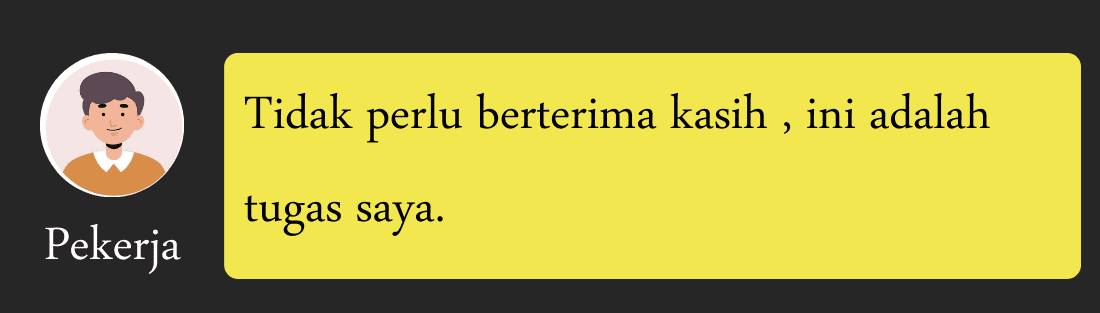 Tidak perlu berterima kasih , ini adalah
tugas saya.
Pekerja